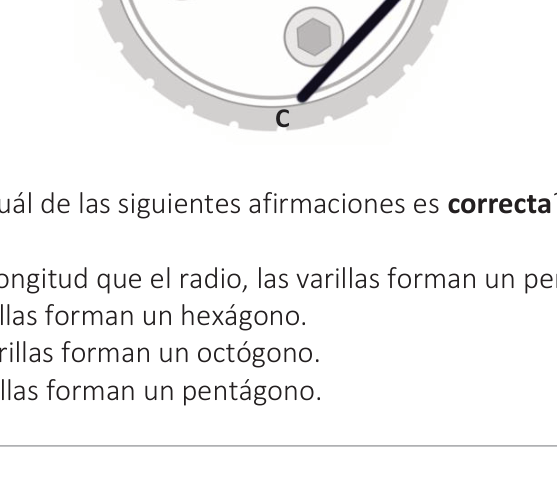 C
uál de las siguientes afirmaciones es correcta
ongitud que el radio, las varillas forman un pe
llas forman un hexágono.
rillas forman un octógono.
llas forman un pentágono.